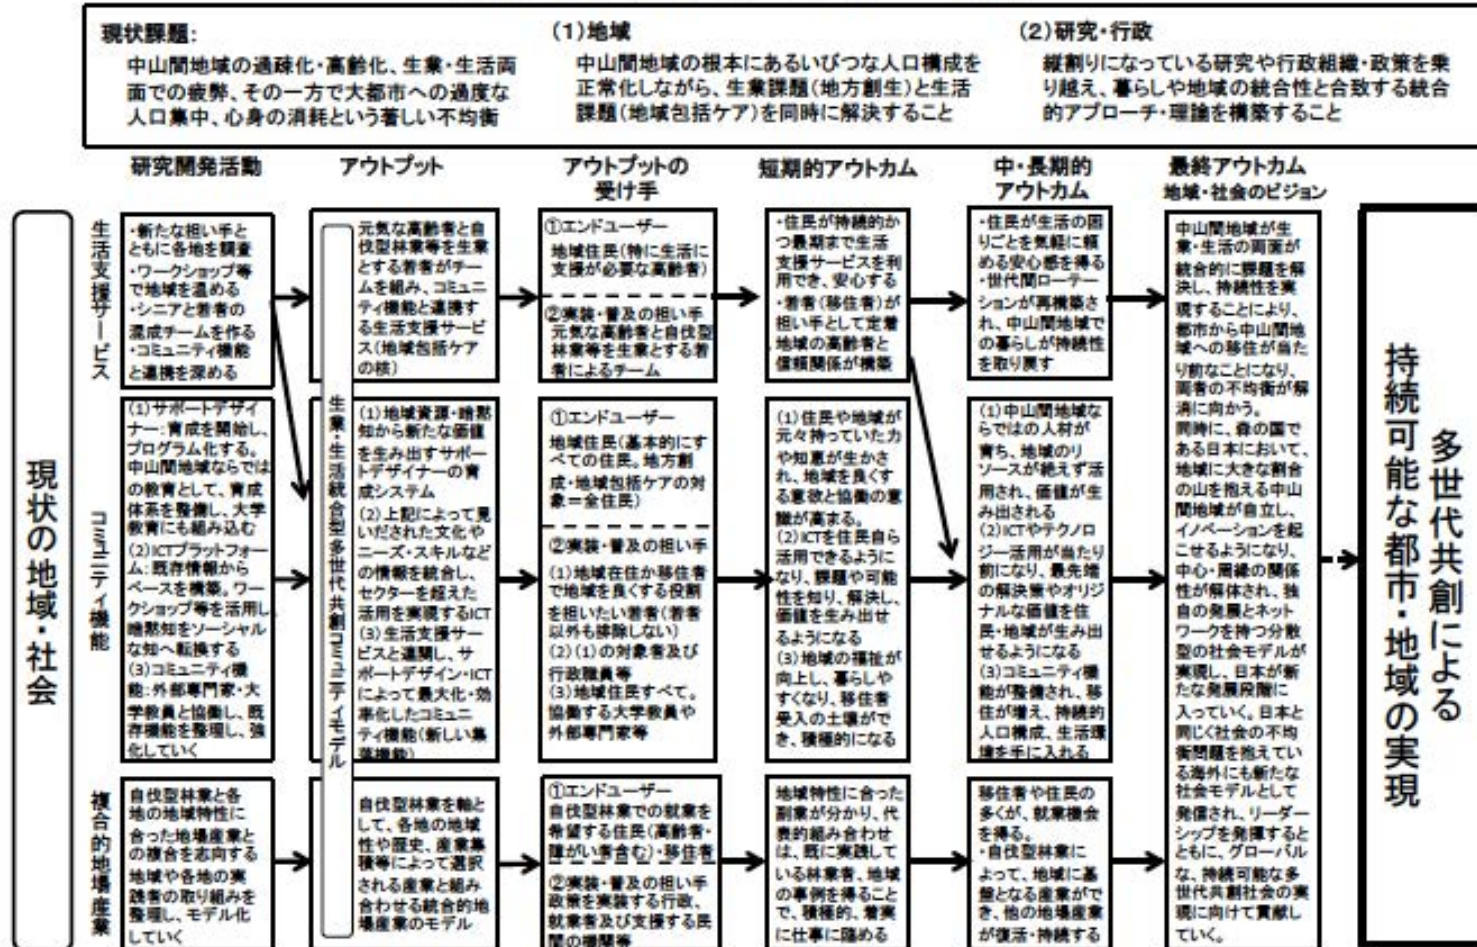 現状課題:
中山間地域の過疎化・高齢化、生業・生活両
面での疲弊、その一方で大都市への過度な
人口集中、心身の消耗という著しい不均衡
(1)地域
中山間地域の根本にあるいびつな人口構成を
正常化しながら、生業課題(地方創生)と生活
課題(地域包括ケア)を同時に解決すること
(2)研究・行政
縦割りになっている研究や行政組織・政策を乗
り越え、暮らしや地域の統合性と合致する統合
的アプローチ・理論を構築すること
研究開発活動
アウトプット
アウトプットの
受け手
短期的アウトカム
中・長期的
アウトカム
最終アウトカム
地域・社会のビジョン
現状の地域・社会
生活支援サービス
・新たな担い手と
ともに各地を調査
・ワークショップ等
で地域を温める
・シニアと若者の
混成チームを作る
・コミュニティ機能
と連携を深める
生業・生活統合型多世代共創コミュニティモデル
元気な高齢者と自
伐型林業等を生業
とする若者がチー
ムを組み、コミュニ
ティ機能と連携す
る生活支援サービ
ス(地域包括ケア
の核)
①エンドユーザー
地域住民(特に生活に
支援が必要な高齢者)
②実装・普及の担い手
元気な高齢者と自伐型
林業等を生業とする若
者によるチーム
・住民が持続的か
つ最期まで生活
支援サービスを利
用でき、安心する
・若者(移住者)が
担い手として定着
地域の高齢者と
信頼関係が構築
・住民が生活の困
りごとを気軽に頼
める安心感を得る
・世代間ローテー
ションが再構築さ
れ、中山間地域で
の暮らしが持続性
を取り戻す
コミュニティ機能
(1)サポートデザイ
ナー:育成を開始し、
プログラム化する。
中山間地域ならでは
の教育として、育成
体系を整備し、大学
教育にも組み込む
(2)ICTプラットフォー
ム:既存情報から
ベースを構築。ワー
クショップ等を活用し、
暗黙知をソーシャル
な知へ転換する
(3)コミュニティ機
能:外部専門家・大
学教員と協働し、既
存機能を整理し、強
化していく
(1)地域資源・暗黙
知から新たな価値
を生み出すサポー
トデザイナーの育
成システム
(2)上記によって見
いだされた文化や
ニーズ・スキルなど
の情報を統合し、
セクターを超えた
活用を実現するICT
(3)生活支援サー
ビスと連関し、サ
ポートデザイン・ICT
によって最大化・効
率化したコミュニ
ティ機能(新しい集
落機能)
①エンドユーザー
地域住民(基本的にす
べての住民。地方創
成・地域包括ケアの対
象=全住民)
②実装・普及の担い手
(1)地域在住か移住者
で地域を良くする役割
を担いたい若者(若者
以外も排除しない)
(2)(1)の対象者及び
行政職員等
(3)地域住民すべて。
協働する大学教員や
外部専門家等
(1)住民や地域が
元々持っていた力
や知恵が生かさ
れ、地域を良くす
る意欲と協働の意
識が高まる。
(2)ICTを住民自ら
活用できるように
なり、課題や可能
性を知り、解決し、
価値を生み出せ
るようになる
(3)地域の福祉が
向上し、暮らしや
すくなり、移住者
受入の土壌がで
き、積極的になる
(1)中山間地域な
らではの人材が
育ち、地域のリ
ソースが絶えず活
用され、価値が生
み出される
(2)ICTやテクノロ
ジー活用が当たり
前になり、最先端
の解決策やオリジ
ナルな価値を住
民・地域が生み出
せるようになる
(3)コミュニティ機
能が整備され、移
住が増え、持続的
人口構成、生活環
境を手に入れる
複合的地場産業
自伐型林業と各
地の地域特性に
合った地場産業と
の複合を志向する
地域や各地の実
践者の取り組みを
整理し、モデル化
していく
自伐型林業を軸と
して、各地の地域
性や歴史、産業集
積等によって選択
される産業と組み
合わせる統合的地
場産業のモデル
①エンドユーザー
自伐型林業での就業を
希望する住民(高齢者・
障がい者含む)・移住者
②実装・普及の担い手
政策を実装する行政、
就業者及び支援する民
間の機関等
地域特性に合った
副業が分かり、代
表的組み合わせ
は、既に実践して
いる林業者、地域
の事例を得ること
で、積極的、着実
に仕事に臨める
移住者や住民の
多くが、就業機会
を得る。
・自伐型林業に
よって、地域に基
盤となる産業がで
き、他の地場産業
が復活・持続する
中山間地域が生
業・生活の両面が
統合的に課題を解
決し、持続性を実
現することにより、
都市から中山間地
域への移住が当た
り前なことになり、
両者の不均衡が解
消に向かう。
同時に、森の国で
ある日本において、
地域に大きな割合
の山を抱える中山
間地域が自立し、
イノベーションを起
こせるようになり、
中心・周縁の関係
性が解体され、独
自の発展とネット
ワークを持つ分散
型の社会モデルが
実現し、日本が新
たな発展段階に
入っていく。日本と
同じく社会の不均
衡問題を抱えてい
る海外にも新たな
社会モデルとして
発信され、リーダー
シップを発揮すると
ともに、グローバル
な、持続可能な多
世代共創社会の実
現に向けて貢献し
ていく。
多世代共創による
持続可能な都市・地域の実現